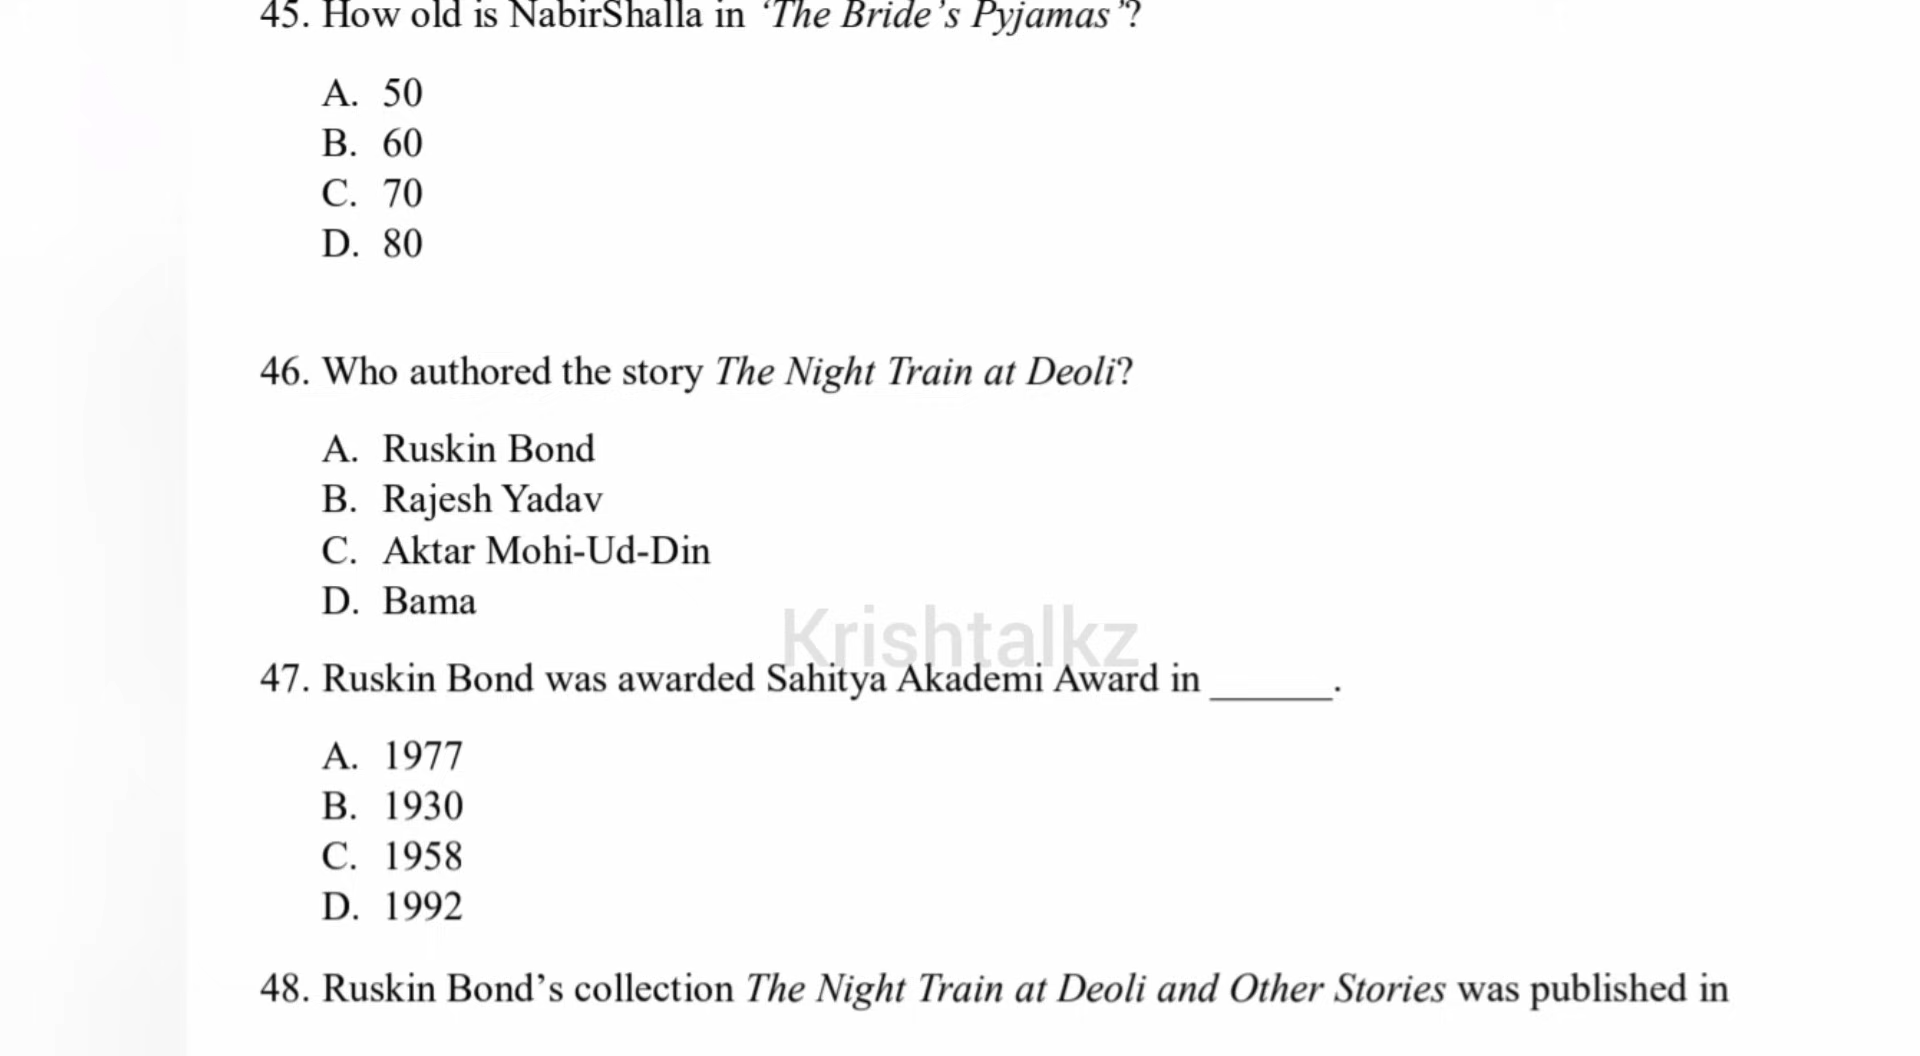 45. How old is NabirShalla in ‘The Bride’s Pyjamas’?
A. 50
B. 60
C. 70
D. 80
46. Who authored the story The Night Train at Deoli?
A. Ruskin Bond
B. Rajesh Yadav
C. Aktar Mohi-Ud-Din
D. Bama
Krishtalkz
47. Ruskin Bond was awarded Sahitya Akademi Award in ______.
A. 1977
B. 1930
C. 1958
D. 1992
48. Ruskin Bond’s collection The Night Train at Deoli and Other Stories was published in